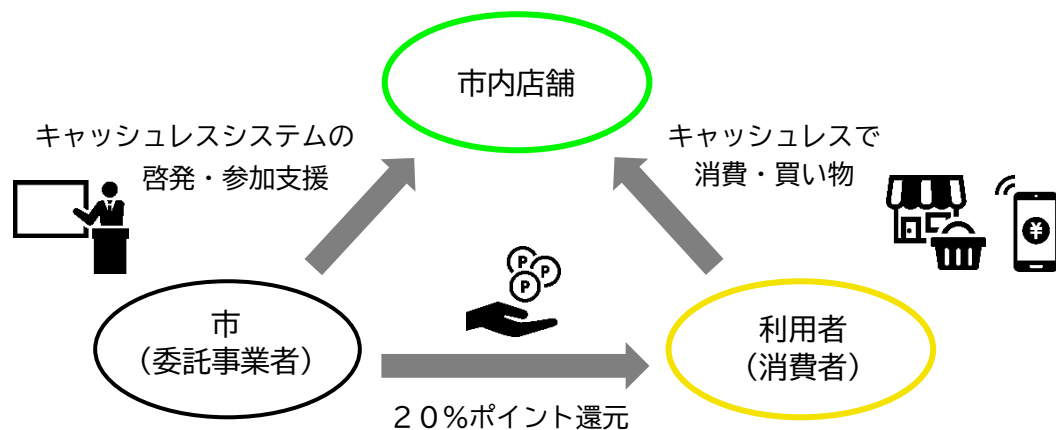 市内店舗
キャッシュレスシステムの
啓発・参加支援
キャッシュレスで
消費・買い物
¥
P
P
P
市
（委託事業者）
利用者
（消費者）
２０％ポイント還元